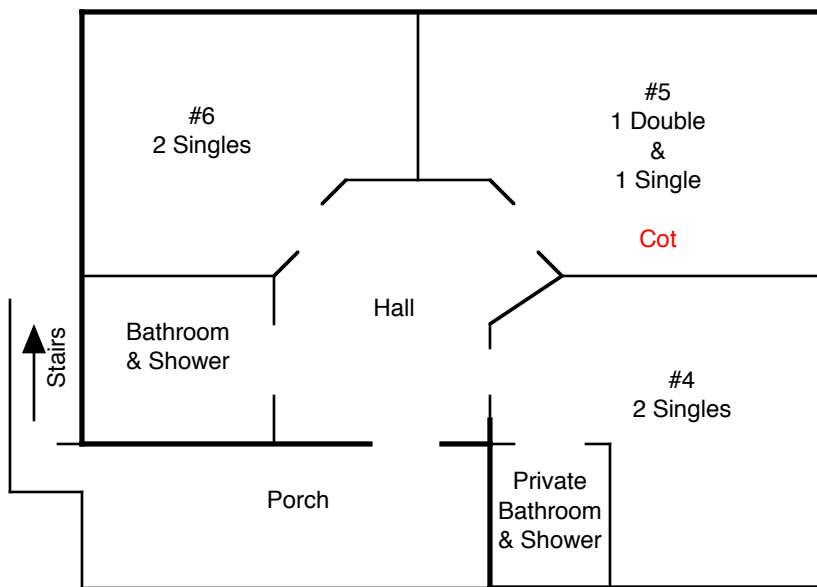 #6
2 Singles
#5
1 Double
&
1 Single
Cot
Hall
Bathroom
& Shower
Stairs
#4
2 Singles
Porch
Private
Bathroom
& Shower